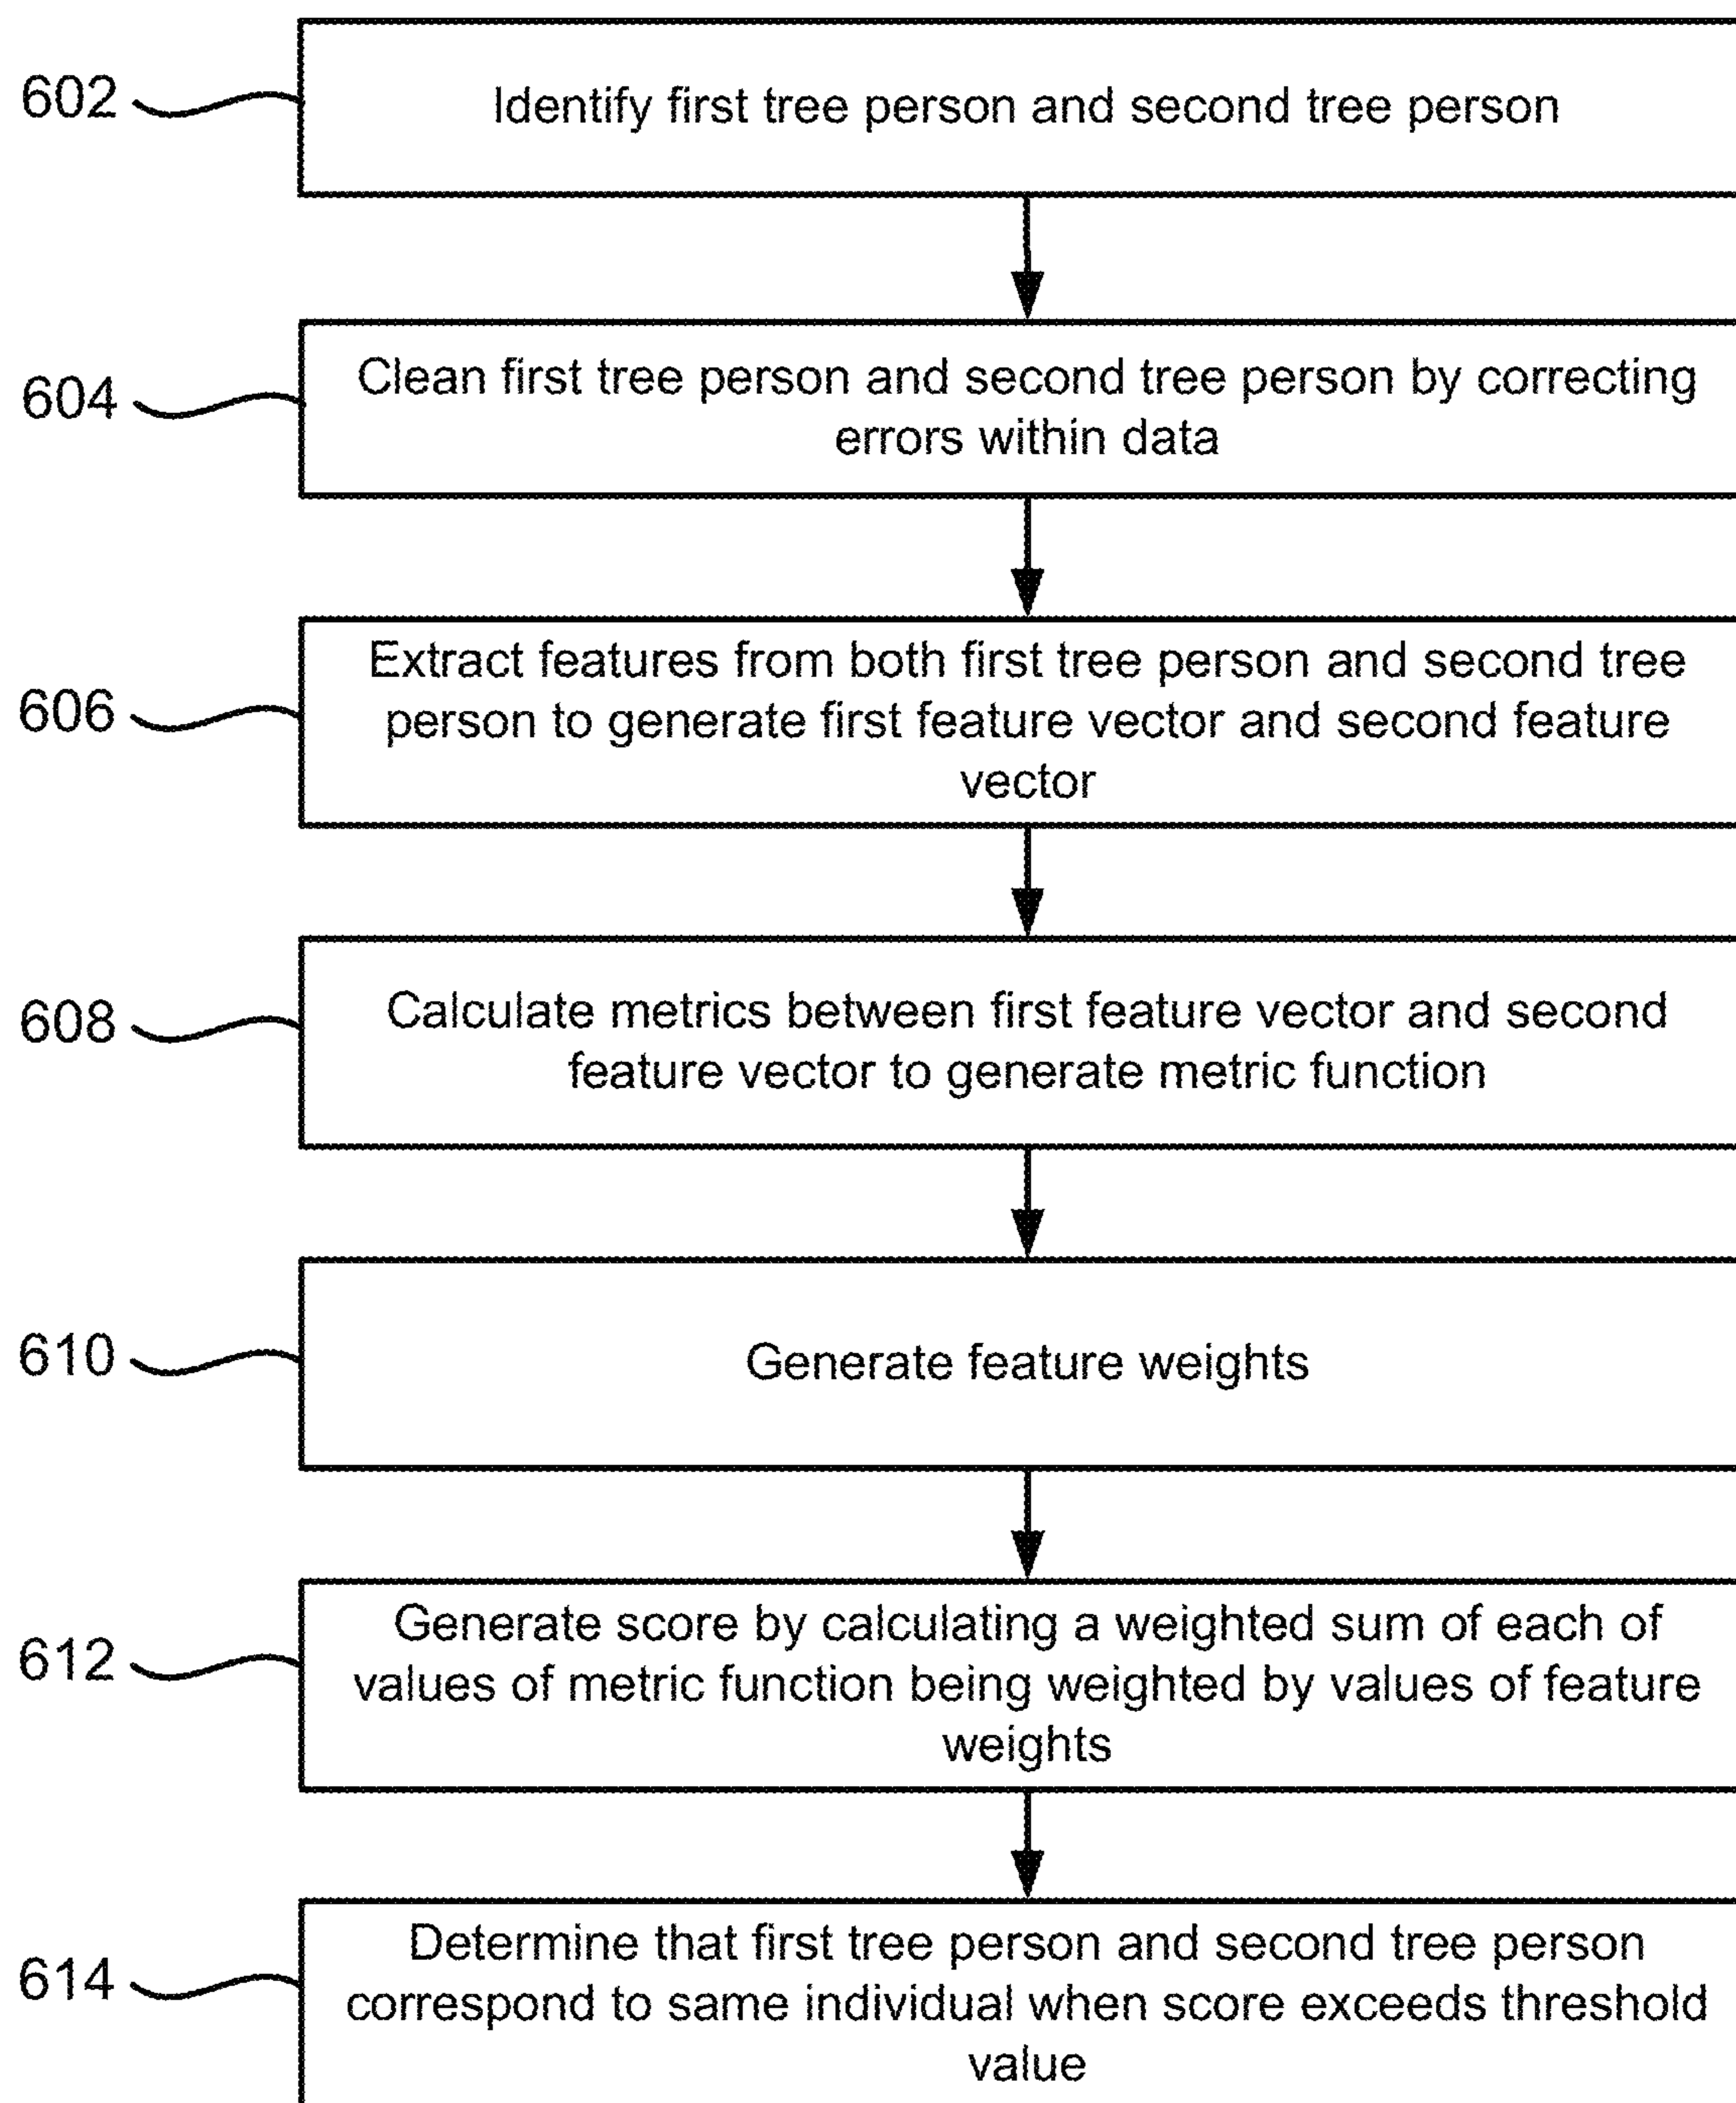 602
Identify first tree person and second tree person
604
Clean first tree person and second tree person by correcting
errors within data
606
Extract features from both first tree person and second tree
person to generate first feature vector and second feature
vector
608
Calculate metrics between first feature vector and second
feature vector to generate metric function
610
Generate feature weights
612
Generate score by calculating a weighted sum of each of
values of metric function being weighted by values of feature
weights
614
Determine that first tree person and second tree person
correspond to same individual when score exceeds threshold
value